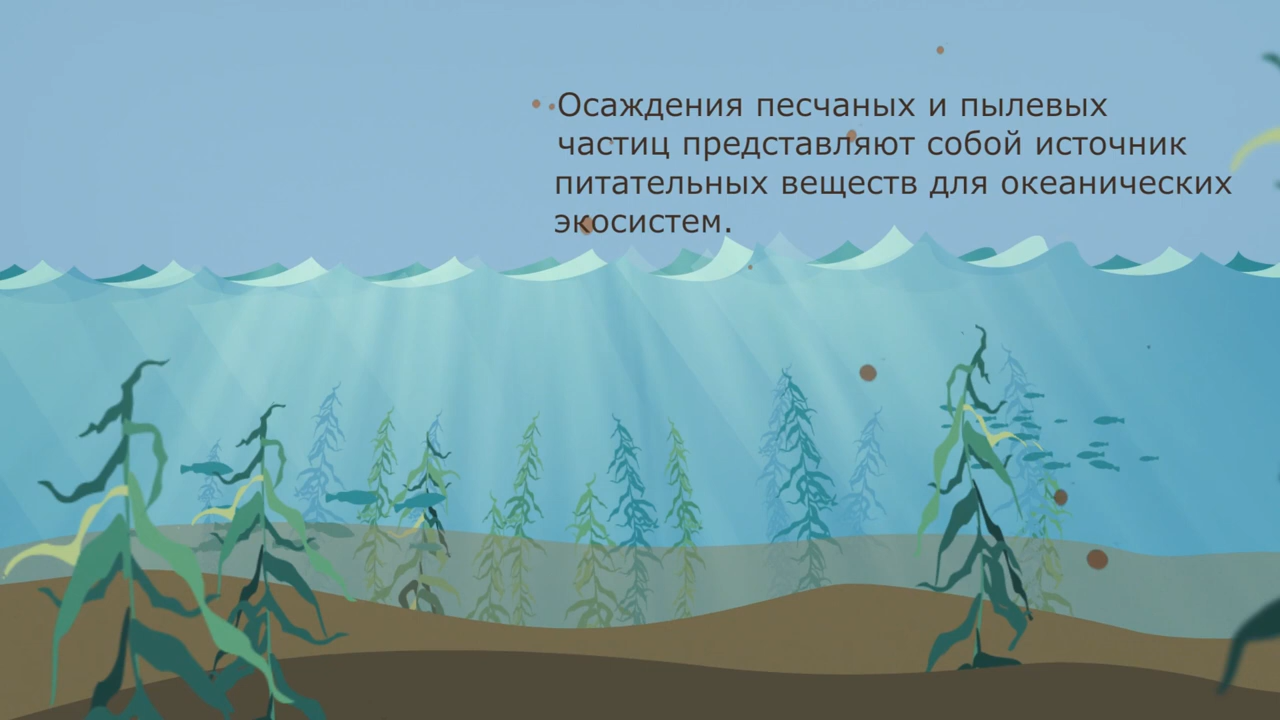 Осаждения песчаных и пылевых
частиц представляют собой источник
питательных веществ для океанических
экосистем.